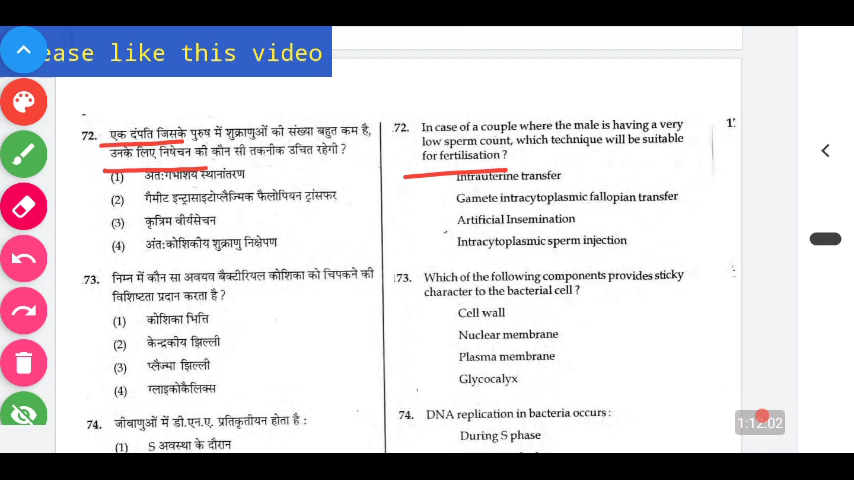 ease like this video
72. एक दंपति जिसके पुरुष में शुक्राणुओं की संख्या बहुत कम है,
उनके लिए निषेचन की कौन सी तकनीक उचित रहेगी ?
(1) अंतःगर्भाशय स्थानांतरण
(2) गैमीट इन्ट्रासाइटोप्लैज्मिक फैलोपियन ट्रांसफर
(3) कृत्रिम वीर्यसेचन
(4) अंतःकोशिकीय शुक्राणु निक्षेपण
73. निम्न में कौन सा अवयव बैक्टीरियल कोशिका को चिपकने की
विशिष्टता प्रदान करता है ?
(1) कोशिका भित्ति
(2) केन्द्रकीय झिल्ली
(3) प्लैज्मा झिल्ली
(4) ग्लाइकोकैलिक्स
74. जीवाणुओं में डी.एन.ए. प्रतिकृतीयन होता है :
(1) S अवस्था के दौरान
72. In case of a couple where the male is having a very
low sperm count, which technique will be suitable
for fertilisation ?
Intrauterine transfer
Gamete intracytoplasmic fallopian transfer
Artificial Insemination
Intracytoplasmic sperm injection
73. Which of the following components provides sticky
character to the bacterial cell ?
Cell wall
Nuclear membrane
Plasma membrane
Glycocalyx
74. DNA replication in bacteria occurs :
During S phase
1:12:02